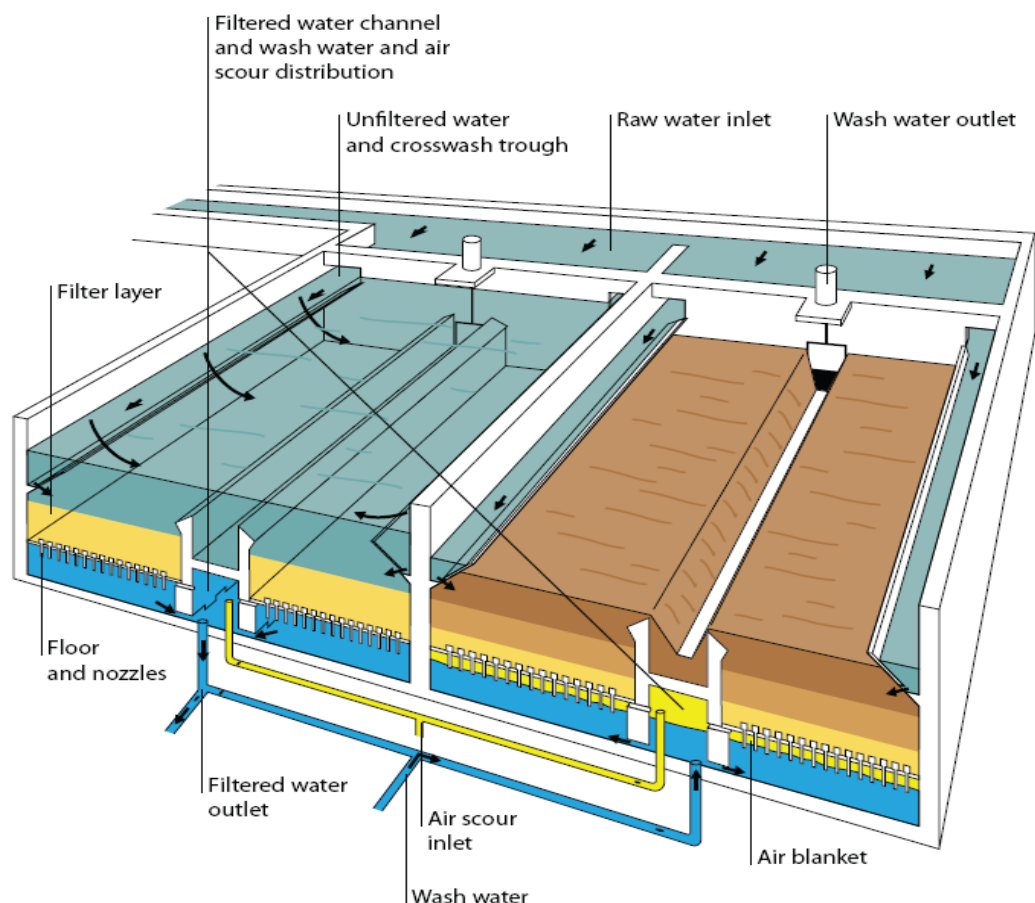 Filtered water channel
and wash water and air
scour distribution
Unfiltered water
and crosswash trough
Raw water inlet
Wash water outlet
Filter layer
Floor
and nozzles
Filtered water
outlet
Air scour
inlet
Air blanket
Wash water